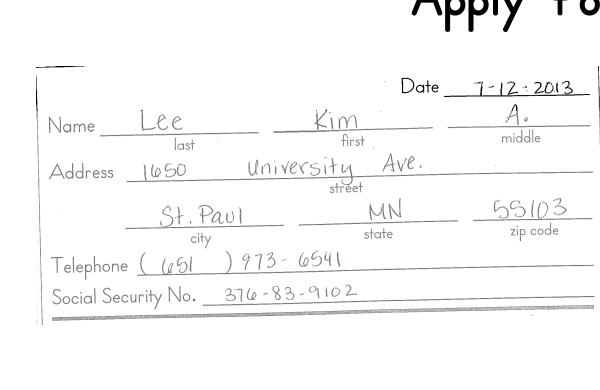 Apply Fo
Date 7-12-2013
Name Lee Kim A.
last first middle
Address 1650 University Ave.
street
St. Paul MN 55103
city state zip code
Telephone (651) 973-6541
Social Security No. 376-83-9102